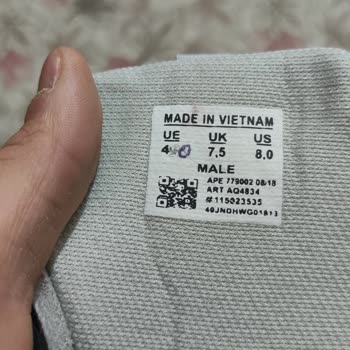 MADE IN VIETNAM
UE UK US
7,5 8,0
MALE
APE 779002 08/18
ART AQ4834
#115023535